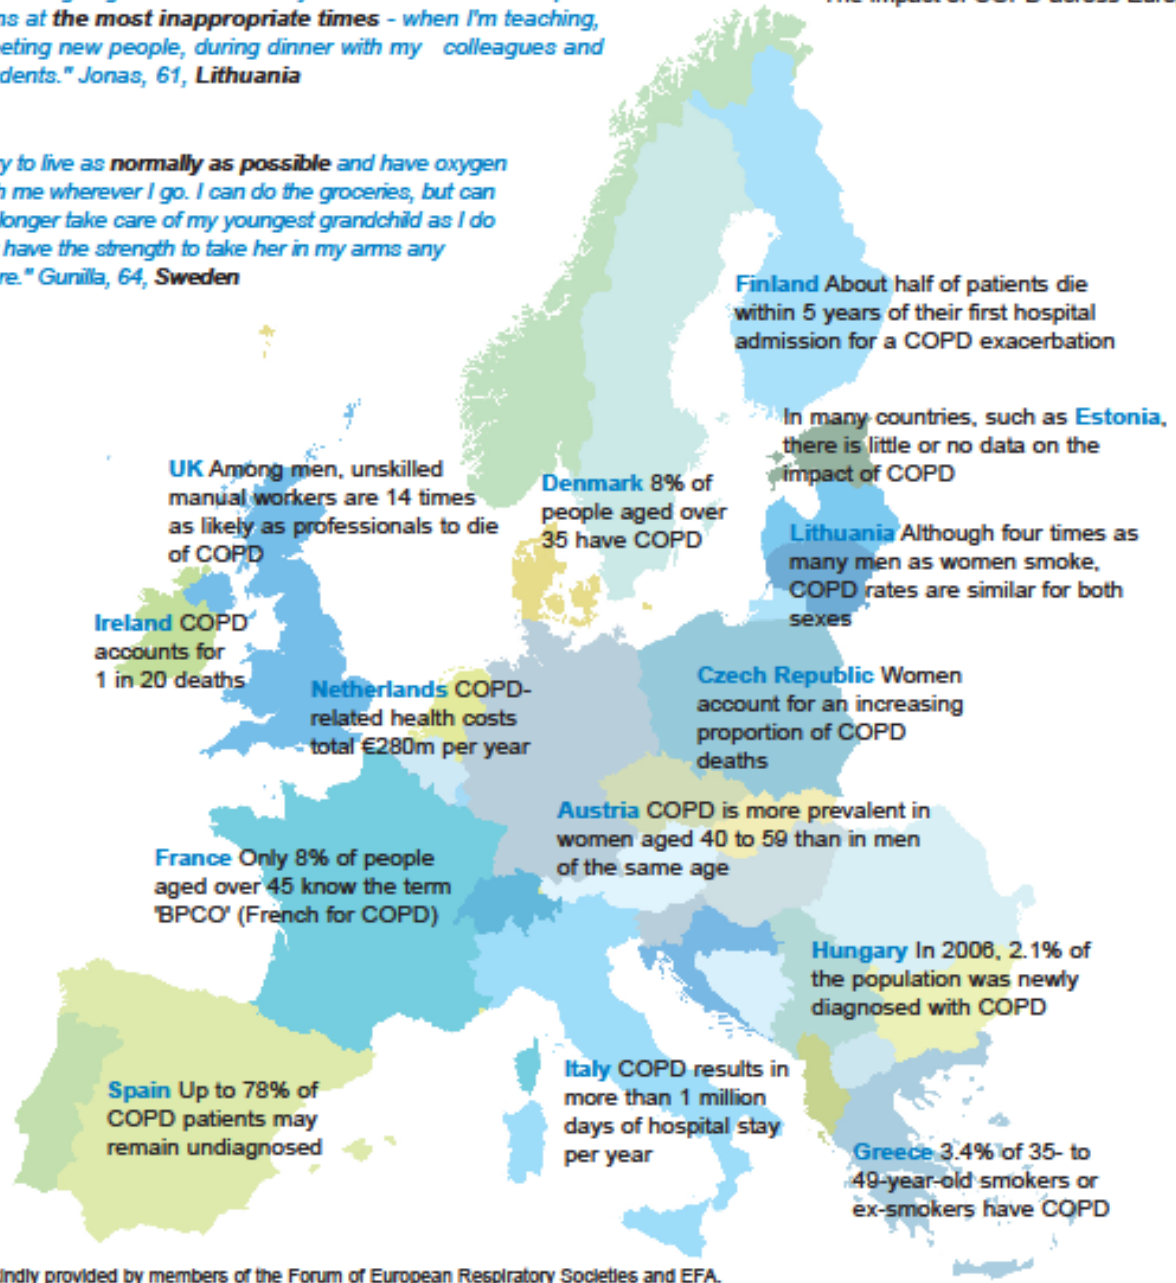 ns at the most inappropriate times - when I'm teaching,
eting new people, during dinner with my colleagues and
dents." Jonas, 61, Lithuania
y to live as normally as possible and have oxygen
h me wherever I go. I can do the groceries, but can
longer take care of my youngest grandchild as I do
have the strength to take her in my arms any
re." Gunilla, 64, Sweden
Finland About half of patients die
within 5 years of their first hospital
admission for a COPD exacerbation
In many countries, such as Estonia,
there is little or no data on the
impact of COPD
UK Among men, unskilled
manual workers are 14 times
as likely as professionals to die
of COPD
Denmark 8% of
people aged over
35 have COPD
Lithuania Although four times as
many men as women smoke,
COPD rates are similar for both
sexes
Ireland COPD
accounts for
1 in 20 deaths
Netherlands COPD-
related health costs
total €280m per year
Czech Republic Women
account for an increasing
proportion of COPD
deaths
Austria COPD is more prevalent in
women aged 40 to 59 than in men
of the same age
France Only 8% of people
aged over 45 know the term
'BPCO' (French for COPD)
Hungary In 2006, 2.1% of
the population was newly
diagnosed with COPD
Spain Up to 78% of
COPD patients may
remain undiagnosed
Italy COPD results in
more than 1 million
days of hospital stay
per year
Greece 3.4% of 35- to
49-year-old smokers or
ex-smokers have COPD
indly provided by members of the Forum of European Respiratory Societies and EFA.